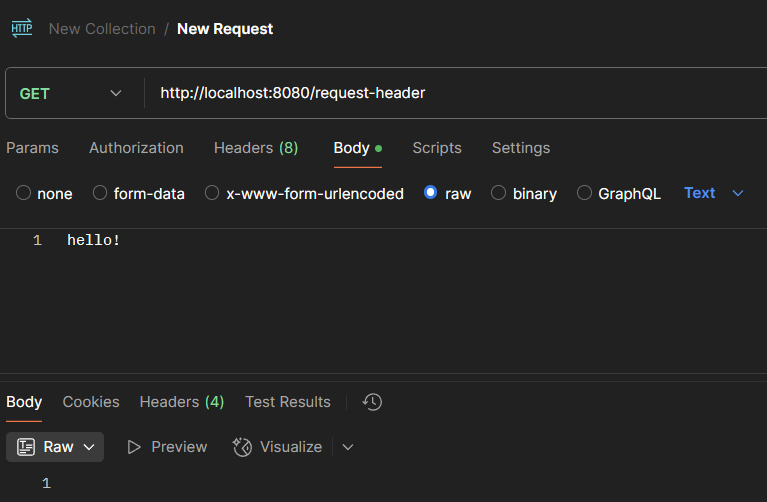 HTTP New Collection / New Request
GET http://localhost:8080/request-header
Params Authorization Headers (8) Body Scripts Settings
none form-data x-www-form-urlencoded raw binary GraphQL Text
1 hello!
Body Cookies Headers (4) Test Results
Raw Preview Visualize
1